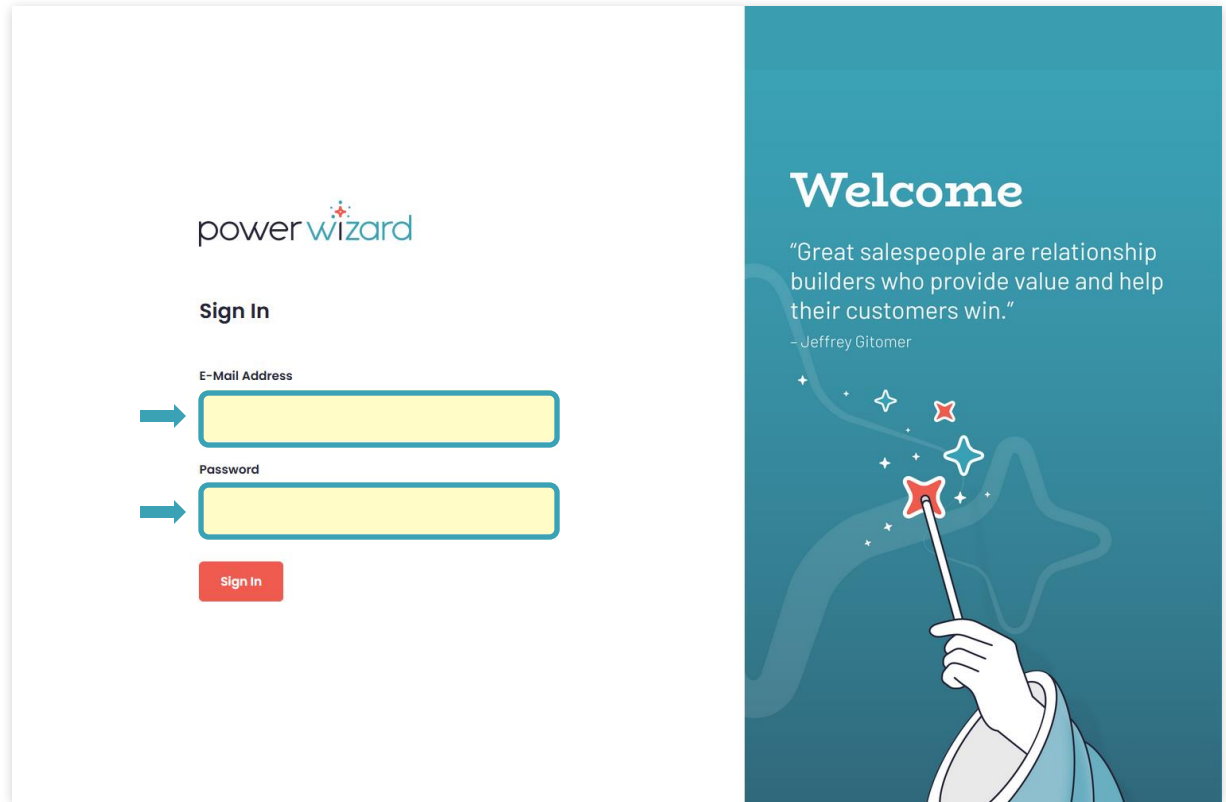 power wizard
Sign In
E-Mail Address
Password
Sign In
Welcome
“Great salespeople are relationship
builders who provide value and help
their customers win.”
– Jeffrey Gitomer